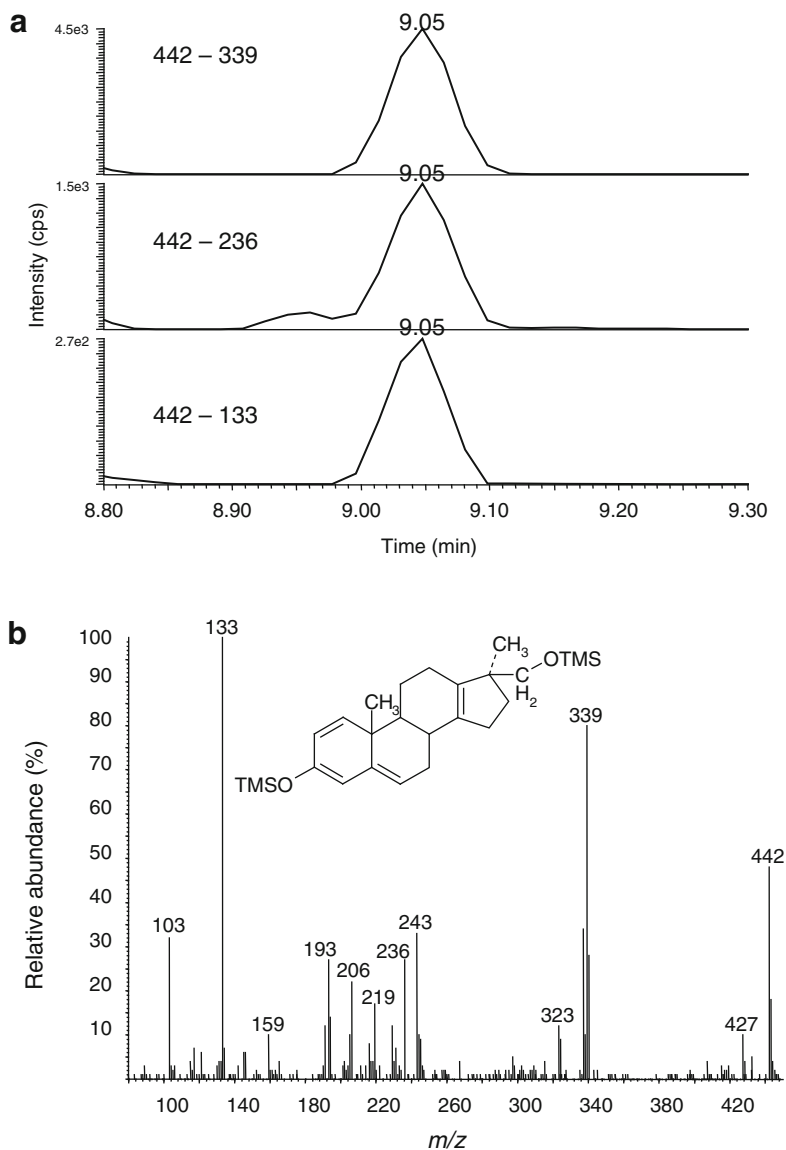 a
4.5e3
9.05
442 – 339
1.5e3
9.05
442 – 236
2.7e2
9.05
442 – 133
Intensity (cps)
8.80 8.90 9.00 9.10 9.20 9.30
Time (min)
b
100
90
80
70
60
50
40
30
20
10
Relative abundance (%)
133
CH3
OTMS
C
H2
CH3
TMSO
339
442
103
193
206
219
236
243
159
323
427
100 140 180 220 260 300 340 380 420
m/z